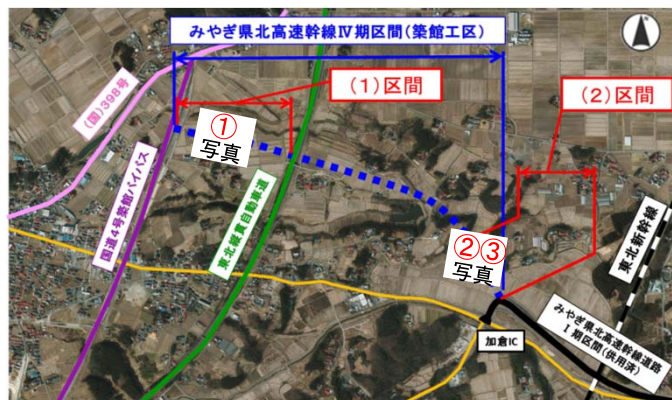 みやぎ県北高速幹線Ⅳ期区間(築館工区)
(国)398号
(1)区間
(2)区間
①
写真
国道4号築館バイパス
東北縦貫自動車道
②③
写真
東北新幹線
加倉IC
みやぎ県北高速幹線道路
Ⅰ期区間(供用済)